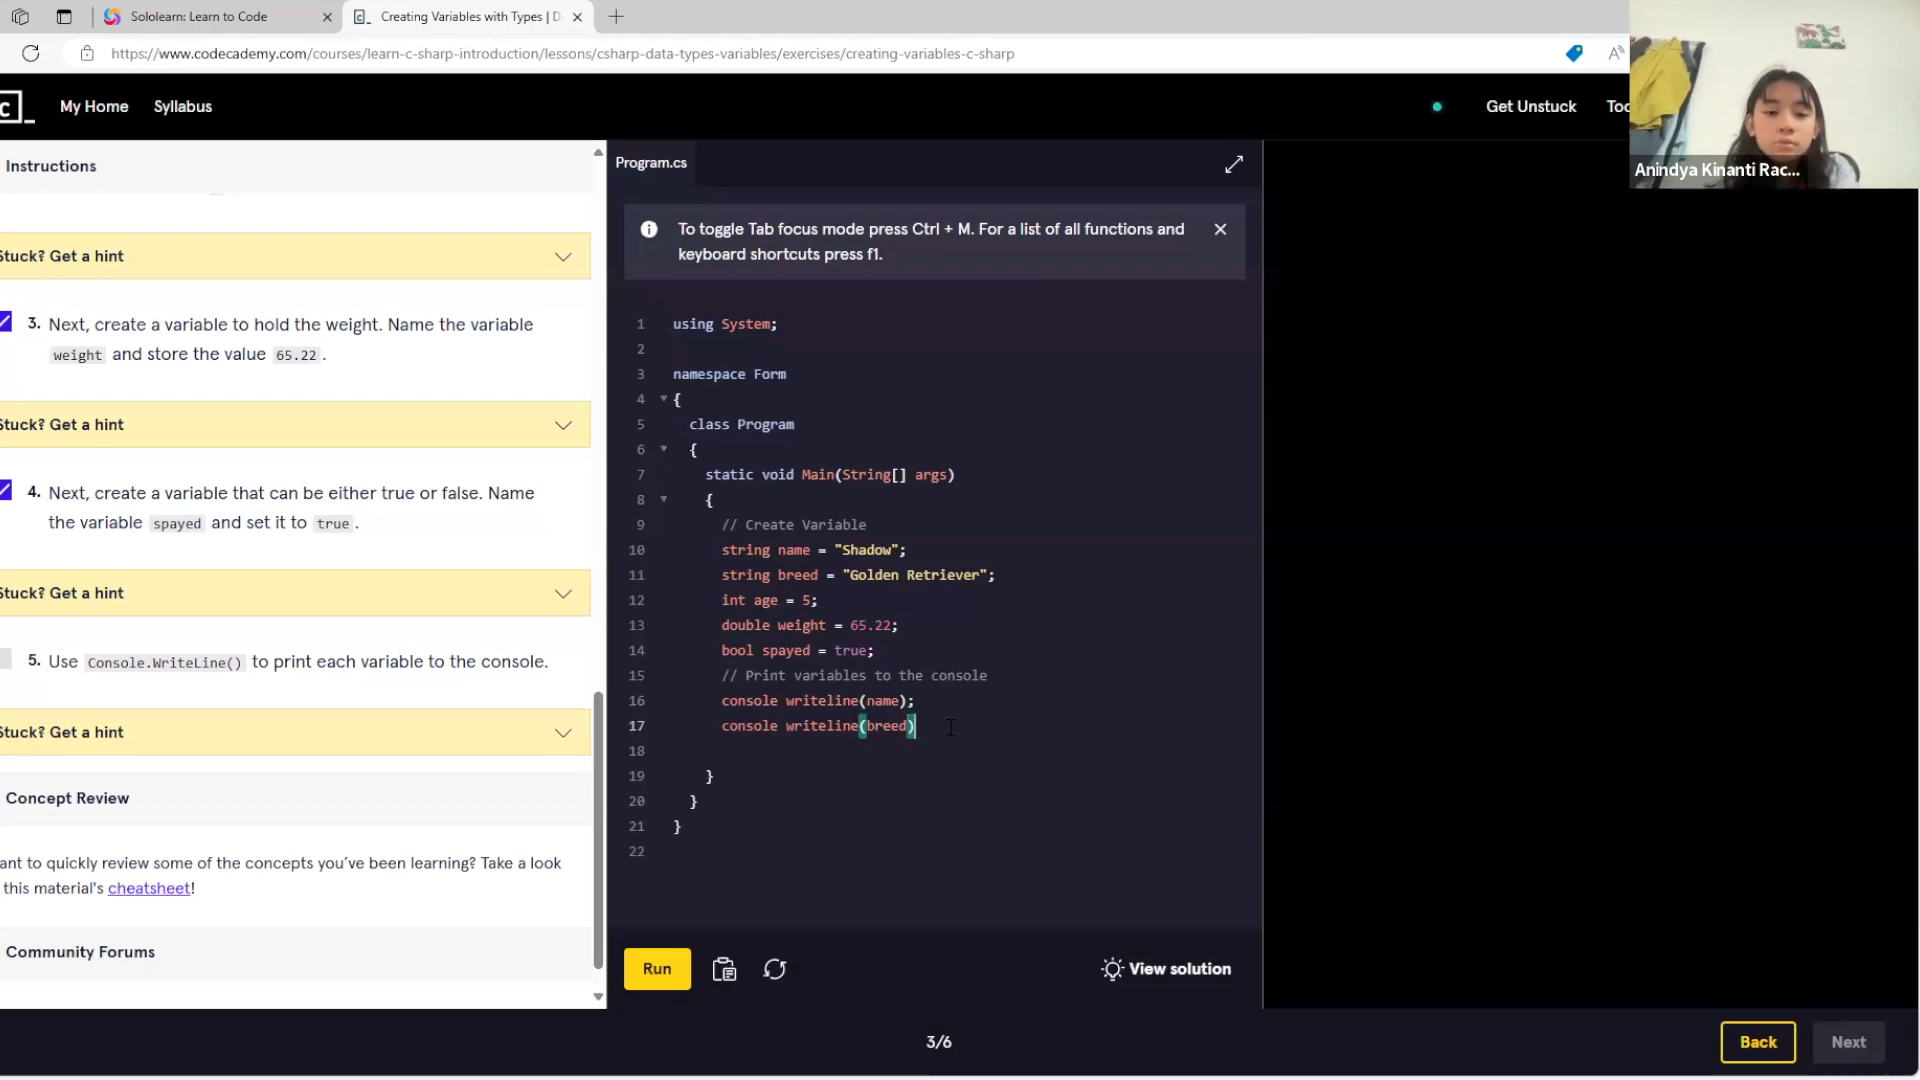 Sololearn: Learn to Code
Creating Variables with Types | D
https://www.codecademy.com/courses/learn-c-sharp-introduction/lessons/csharp-data-types-variables/exercises/creating-variables-c-sharp
My Home
Syllabus
Get Unstuck
Too
Anindya Kinanti Rac...
Instructions
Stuck? Get a hint
3. Next, create a variable to hold the weight. Name the variable
weight and store the value 65.22 .
Stuck? Get a hint
4. Next, create a variable that can be either true or false. Name
the variable spayed and set it to true .
Stuck? Get a hint
5. Use Console.WriteLine() to print each variable to the console.
Stuck? Get a hint
Concept Review
ant to quickly review some of the concepts you've been learning? Take a look
this material's cheatsheet!
Community Forums
Program.cs
To toggle Tab focus mode press Ctrl + M. For a list of all functions and
keyboard shortcuts press f1.
1 using System;
2
3 namespace Form
4 {
5 class Program
6 {
7 static void Main(String[] args)
8 {
9 // Create Variable
10 string name = "Shadow";
11 string breed = "Golden Retriever";
12 int age = 5;
13 double weight = 65.22;
14 bool spayed = true;
15 // Print variables to the console
16 console writeline(name);
17 console writeline(breed)
18
19 }
20 }
21 }
22
Run
View solution
3/6
Back
Next